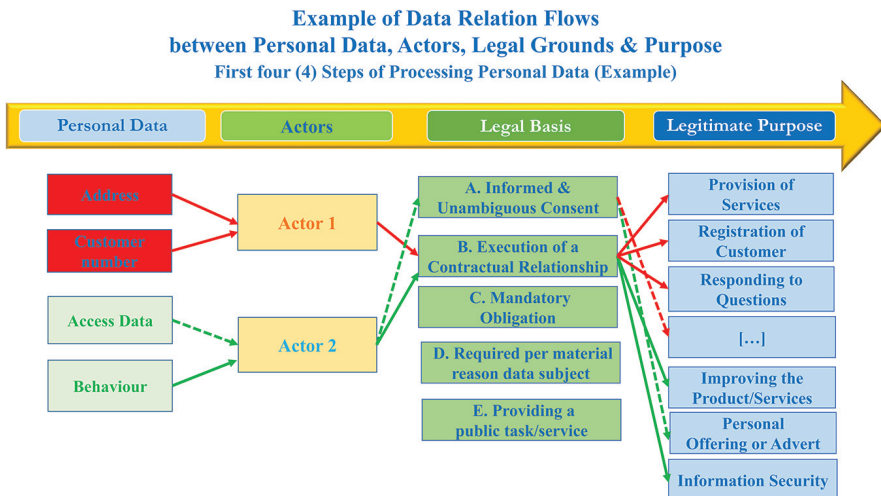 Example of Data Relation Flows
between Personal Data, Actors, Legal Grounds & Purpose
First four (4) Steps of Processing Personal Data (Example)
Personal Data
Actors
Legal Basis
Legitimate Purpose
Address
Customer
number
Access Data
Behaviour
Actor 1
Actor 2
A. Informed &
Unambiguous Consent
B. Execution of a
Contractual Relationship
C. Mandatory
Obligation
D. Required per material
reason data subject
E. Providing a
public task/service
Provision of
Services
Registration of
Customer
Responding to
Questions
[…]
Improving the
Product/Services
Personal
Offering or Advert
Information Security